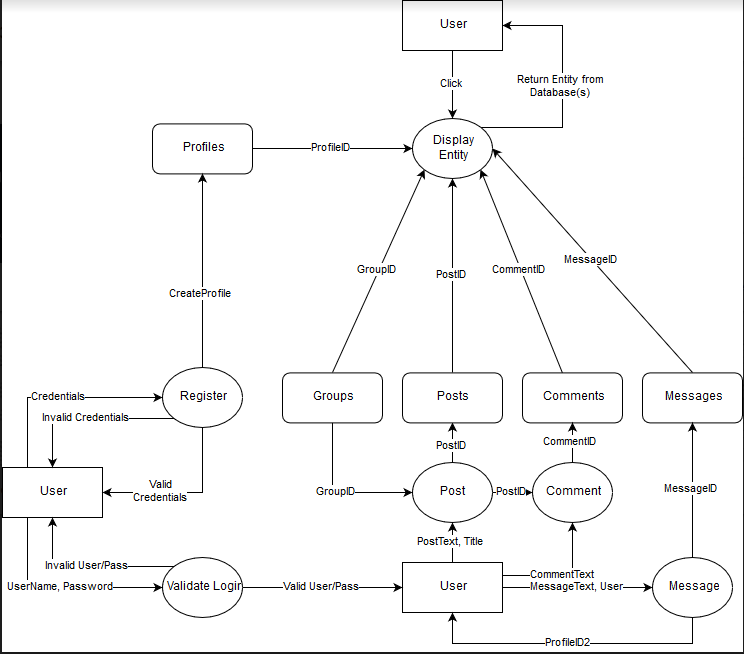 User
Click
Return Entity from
Database(s)
Profiles
ProfileID
Display
Entity
GroupID
PostID
CommentID
MessageID
CreateProfile
Credentials
Register
Groups
Posts
Comments
Messages
Invalid Credentials
PostID
CommentID
User
Valid
Credentials
GroupID
Post
PostID
Comment
MessageID
PostText, Title
Invalid User/Pass
UserName, Password
Validate Login
Valid User/Pass
User
CommentText
MessageText, User
Message
ProfileID2